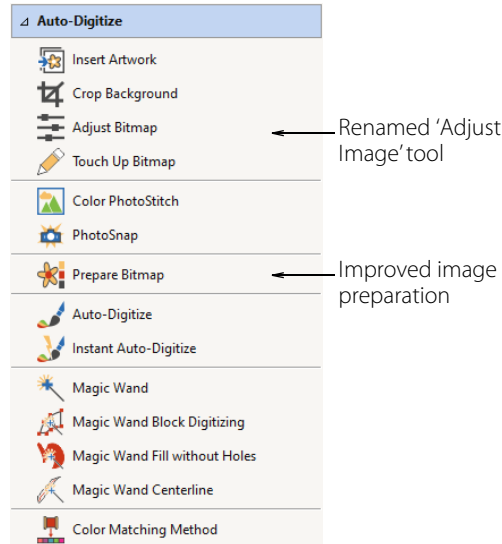 Auto-Digitize
Insert Artwork
Crop Background
Adjust Bitmap
Renamed ‘Adjust
Image’ tool
Touch Up Bitmap
Color PhotoStitch
PhotoSnap
Prepare Bitmap
Improved image
preparation
Auto-Digitize
Instant Auto-Digitize
Magic Wand
Magic Wand Block Digitizing
Magic Wand Fill without Holes
Magic Wand Centerline
Color Matching Method